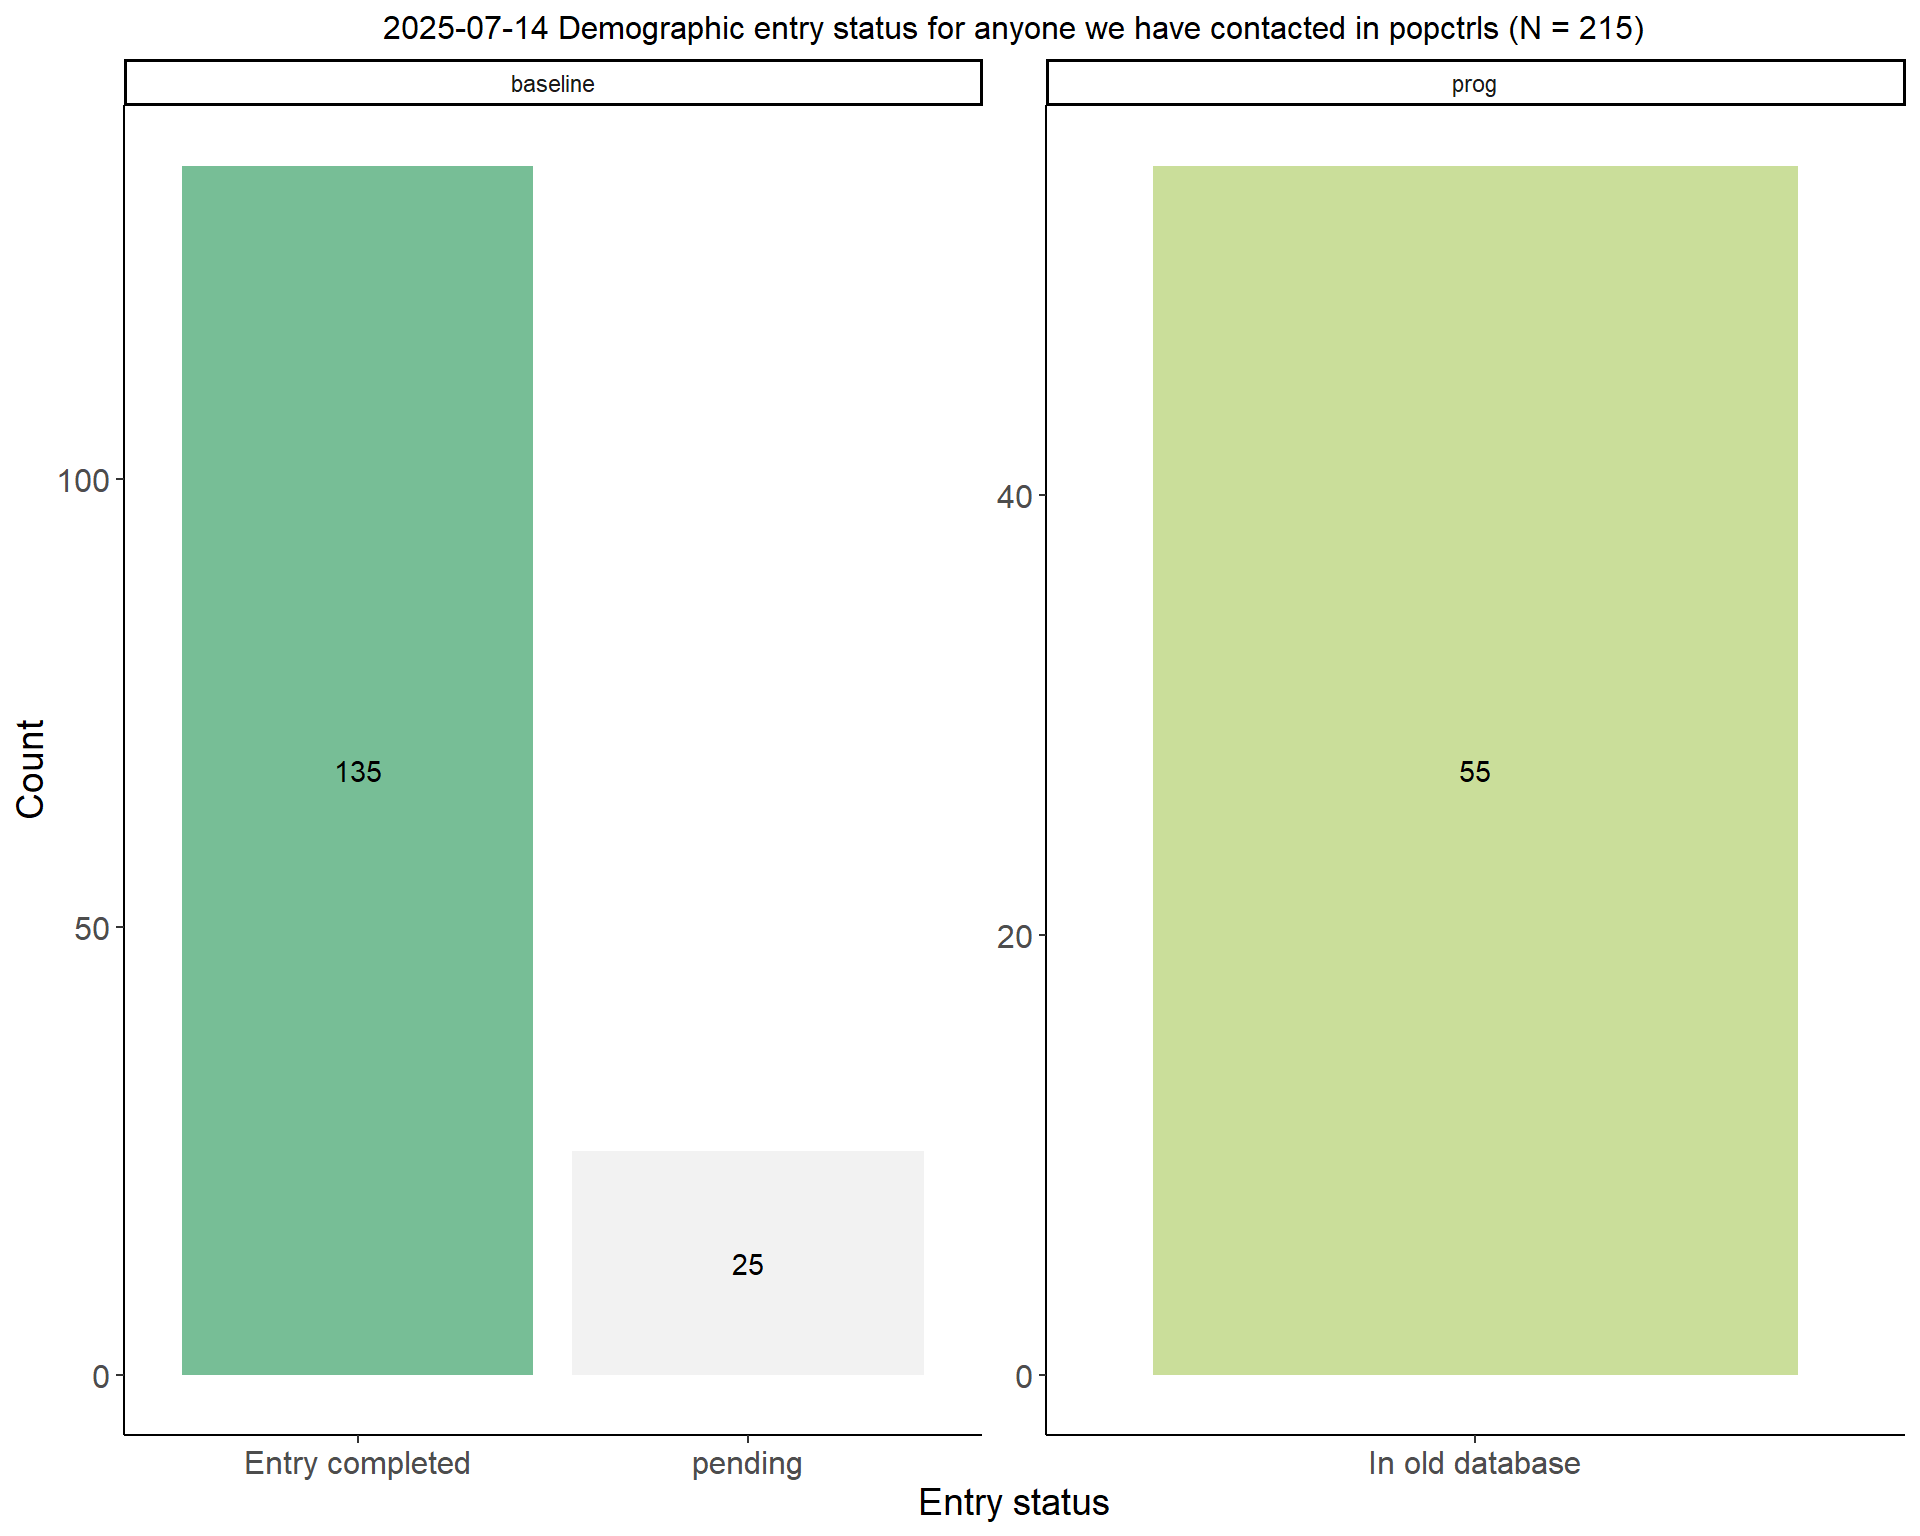 2025-07-14 Demographic entry status for anyone we have contacted in popctrls (N = 215)
baseline
prog
Count
100
50
0
135
25
40
20
0
55
Entry completed
pending
In old database
Entry status